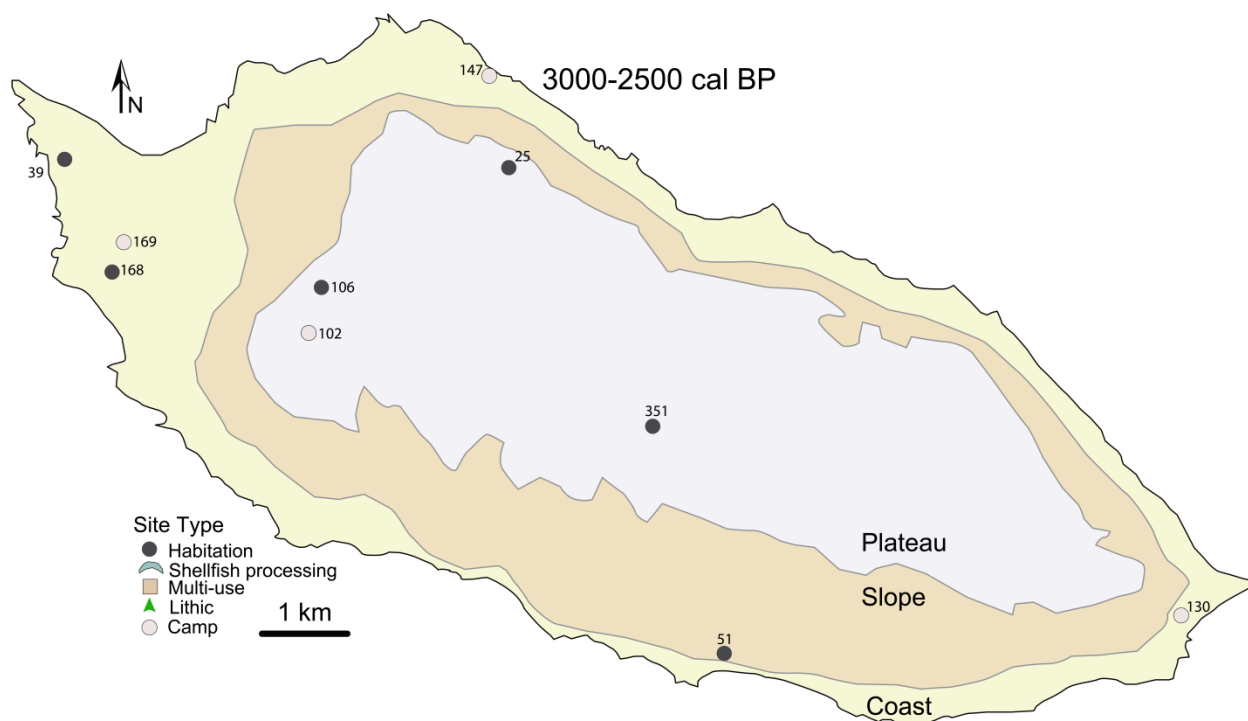 147
3000-2500 cal BP
N
39
25
169
168
106
102
351
Site Type
Habitation
Shellfish processing
Multi-use
Lithic
Camp
1 km
Plateau
Slope
130
51
Coast